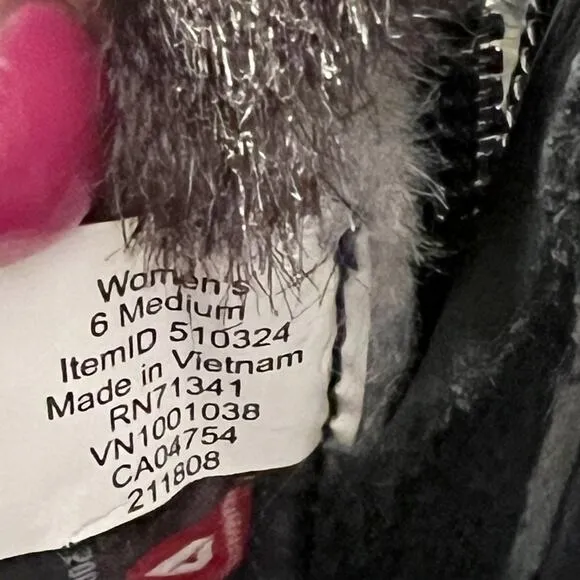 Women's
6 Medium
ItemID 510324
Made in Vietnam
RN71341
VN1001038
CA04754
211808